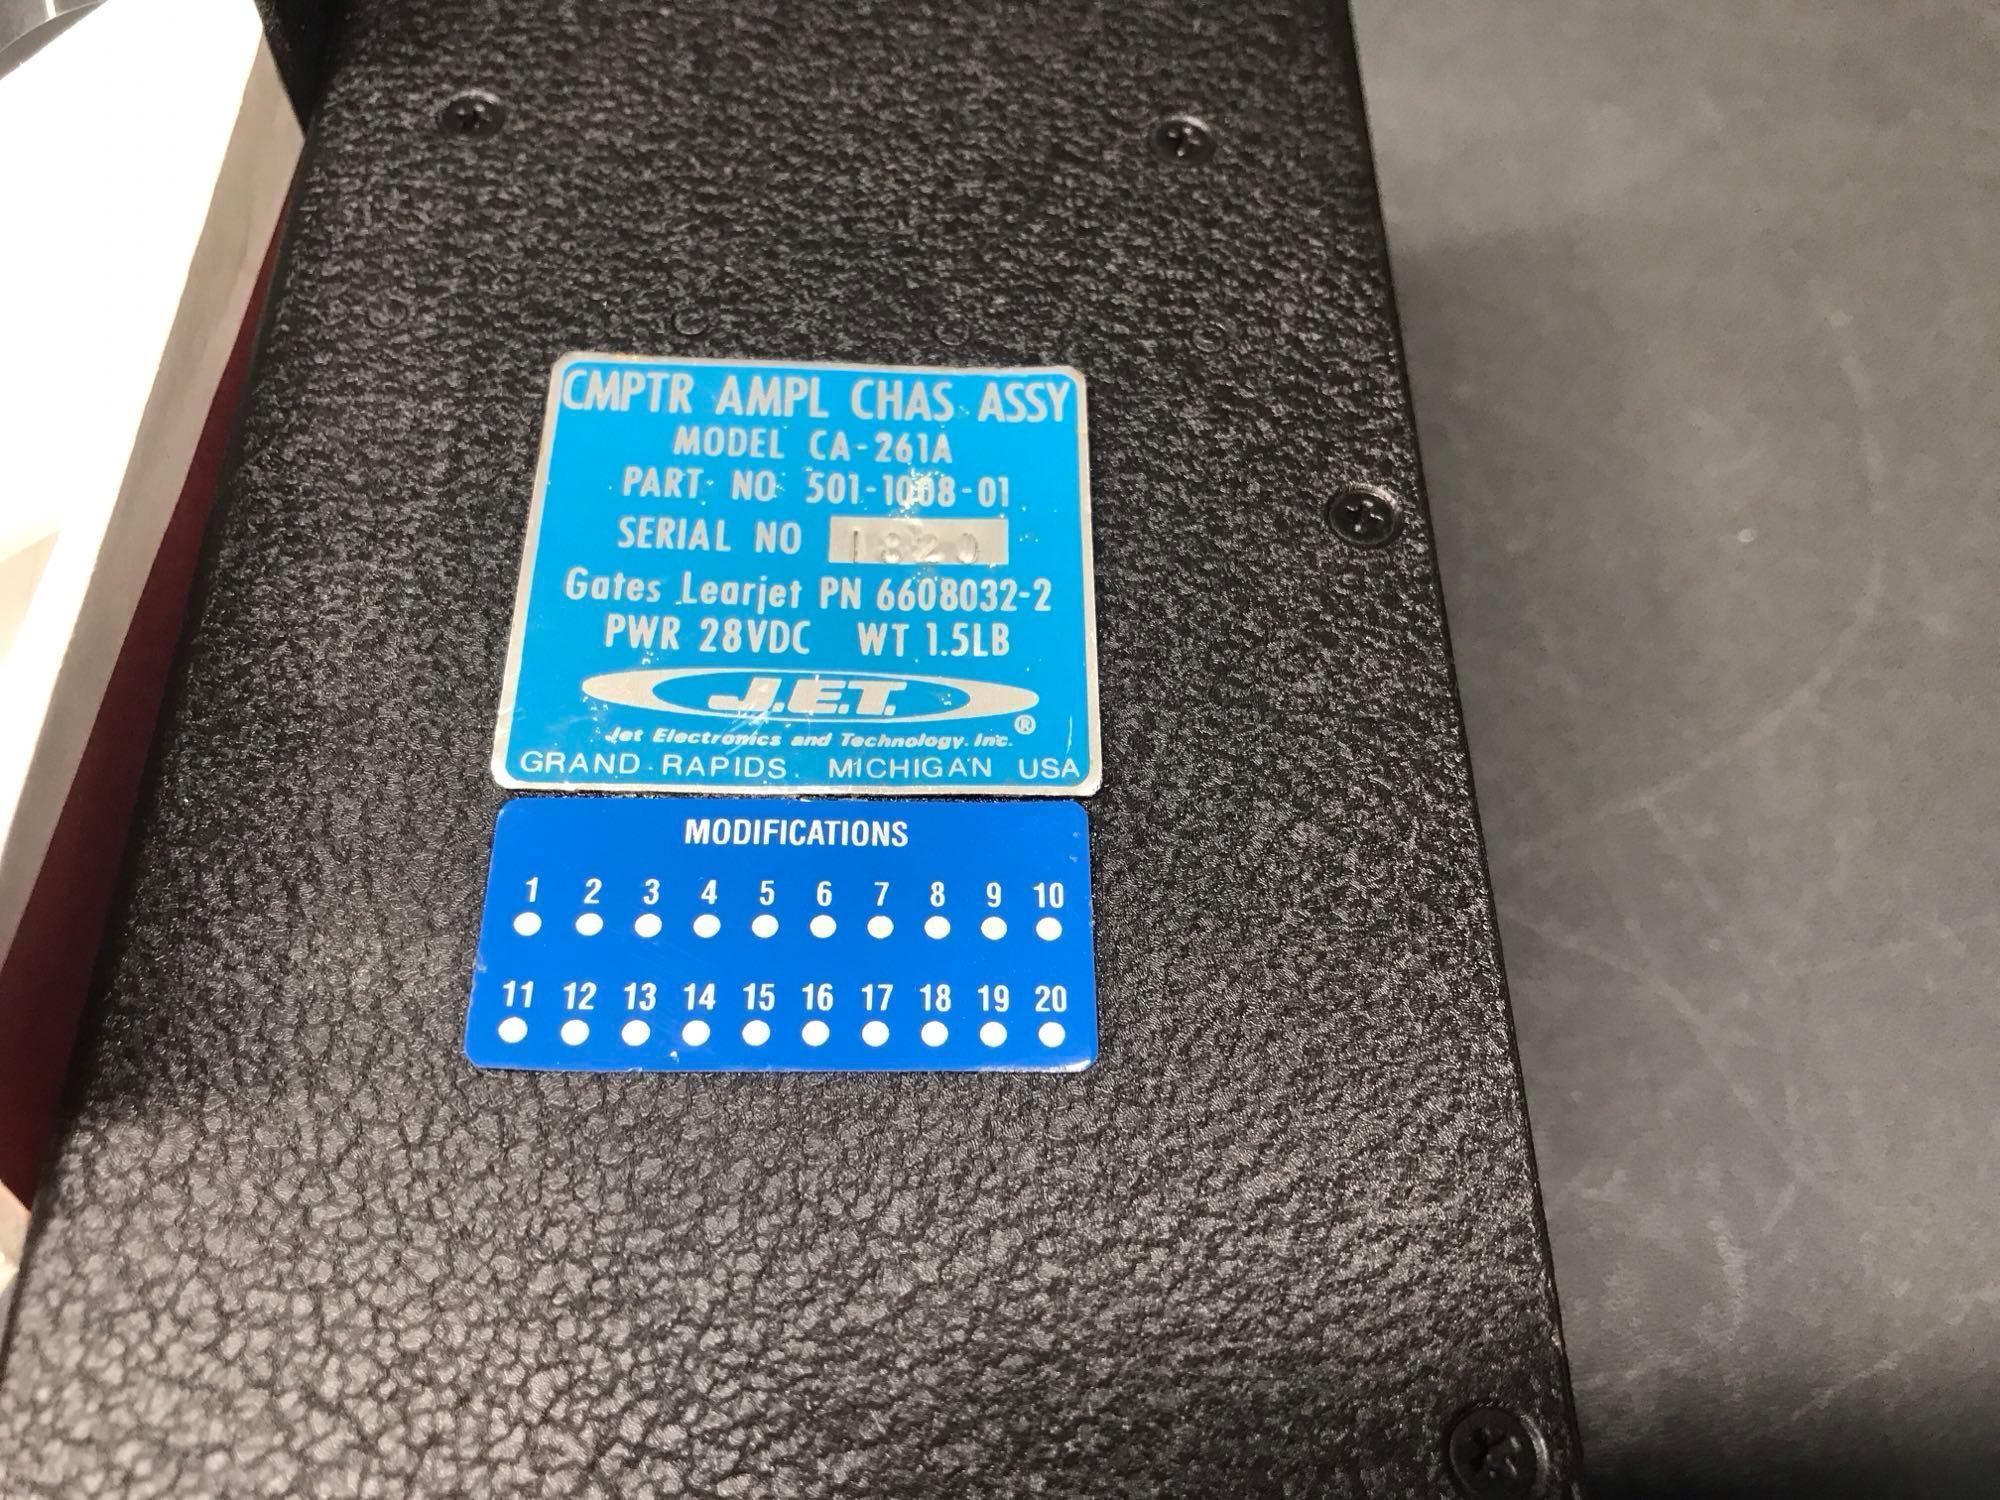 CMPTR AMPL CHAS ASSY
MODEL CA-261A
PART NO 501-1008-01
SERIAL NO 1820
Gates Learjet PN 6608032-2
PWR 28VDC WT 1.5LB
J.E.T.
®
Jet Electronics and Technology, Inc.
GRAND RAPIDS, MICHIGAN USA
MODIFICATIONS
1 2 3 4 5 6 7 8 9 10
11 12 13 14 15 16 17 18 19 20